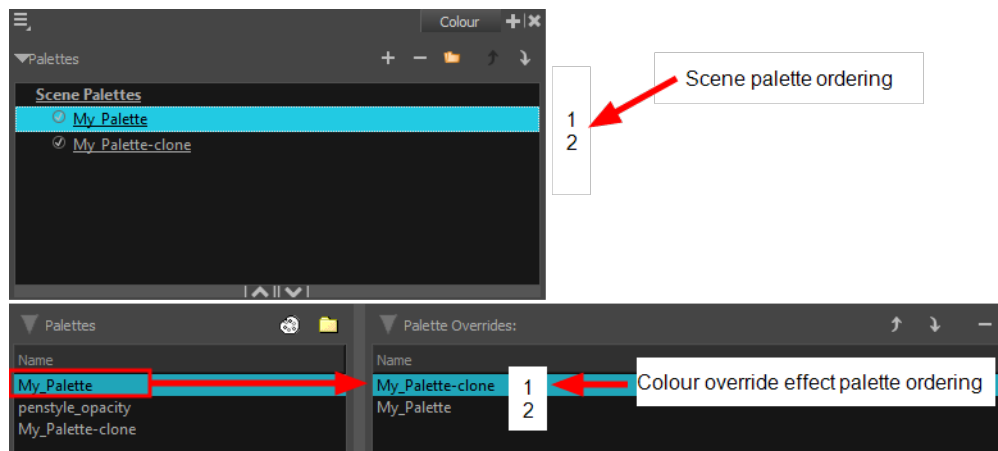 Colour
Palettes
Scene Palettes
My_Palette
My_Palette-clone
1
2
Scene palette ordering
Palettes
Name
My_Palette
penstyle_opacity
My_Palette-clone
Palette Overrides:
Name
My_Palette-clone
My_Palette
1
2
Colour override effect palette ordering